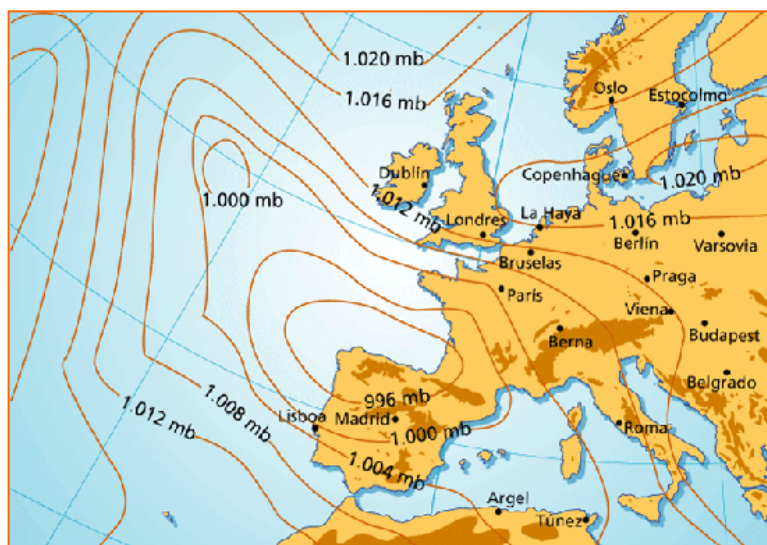 1.020 mb
Oslo
Estocolmo
1.016 mb
Dublín
Copenhague
1.020 mb
1.000 mb
1.012 mb
Londres
La Haya
1.016 mb
Berlín
Varsovia
Bruselas
Praga
París
Viena
Berna
Budapest
Belgrado
996 mb
1.012 mb
1.008 mb
Lisboa
Madrid
1.000 mb
Roma
1.004 mb
Argel
Túnez